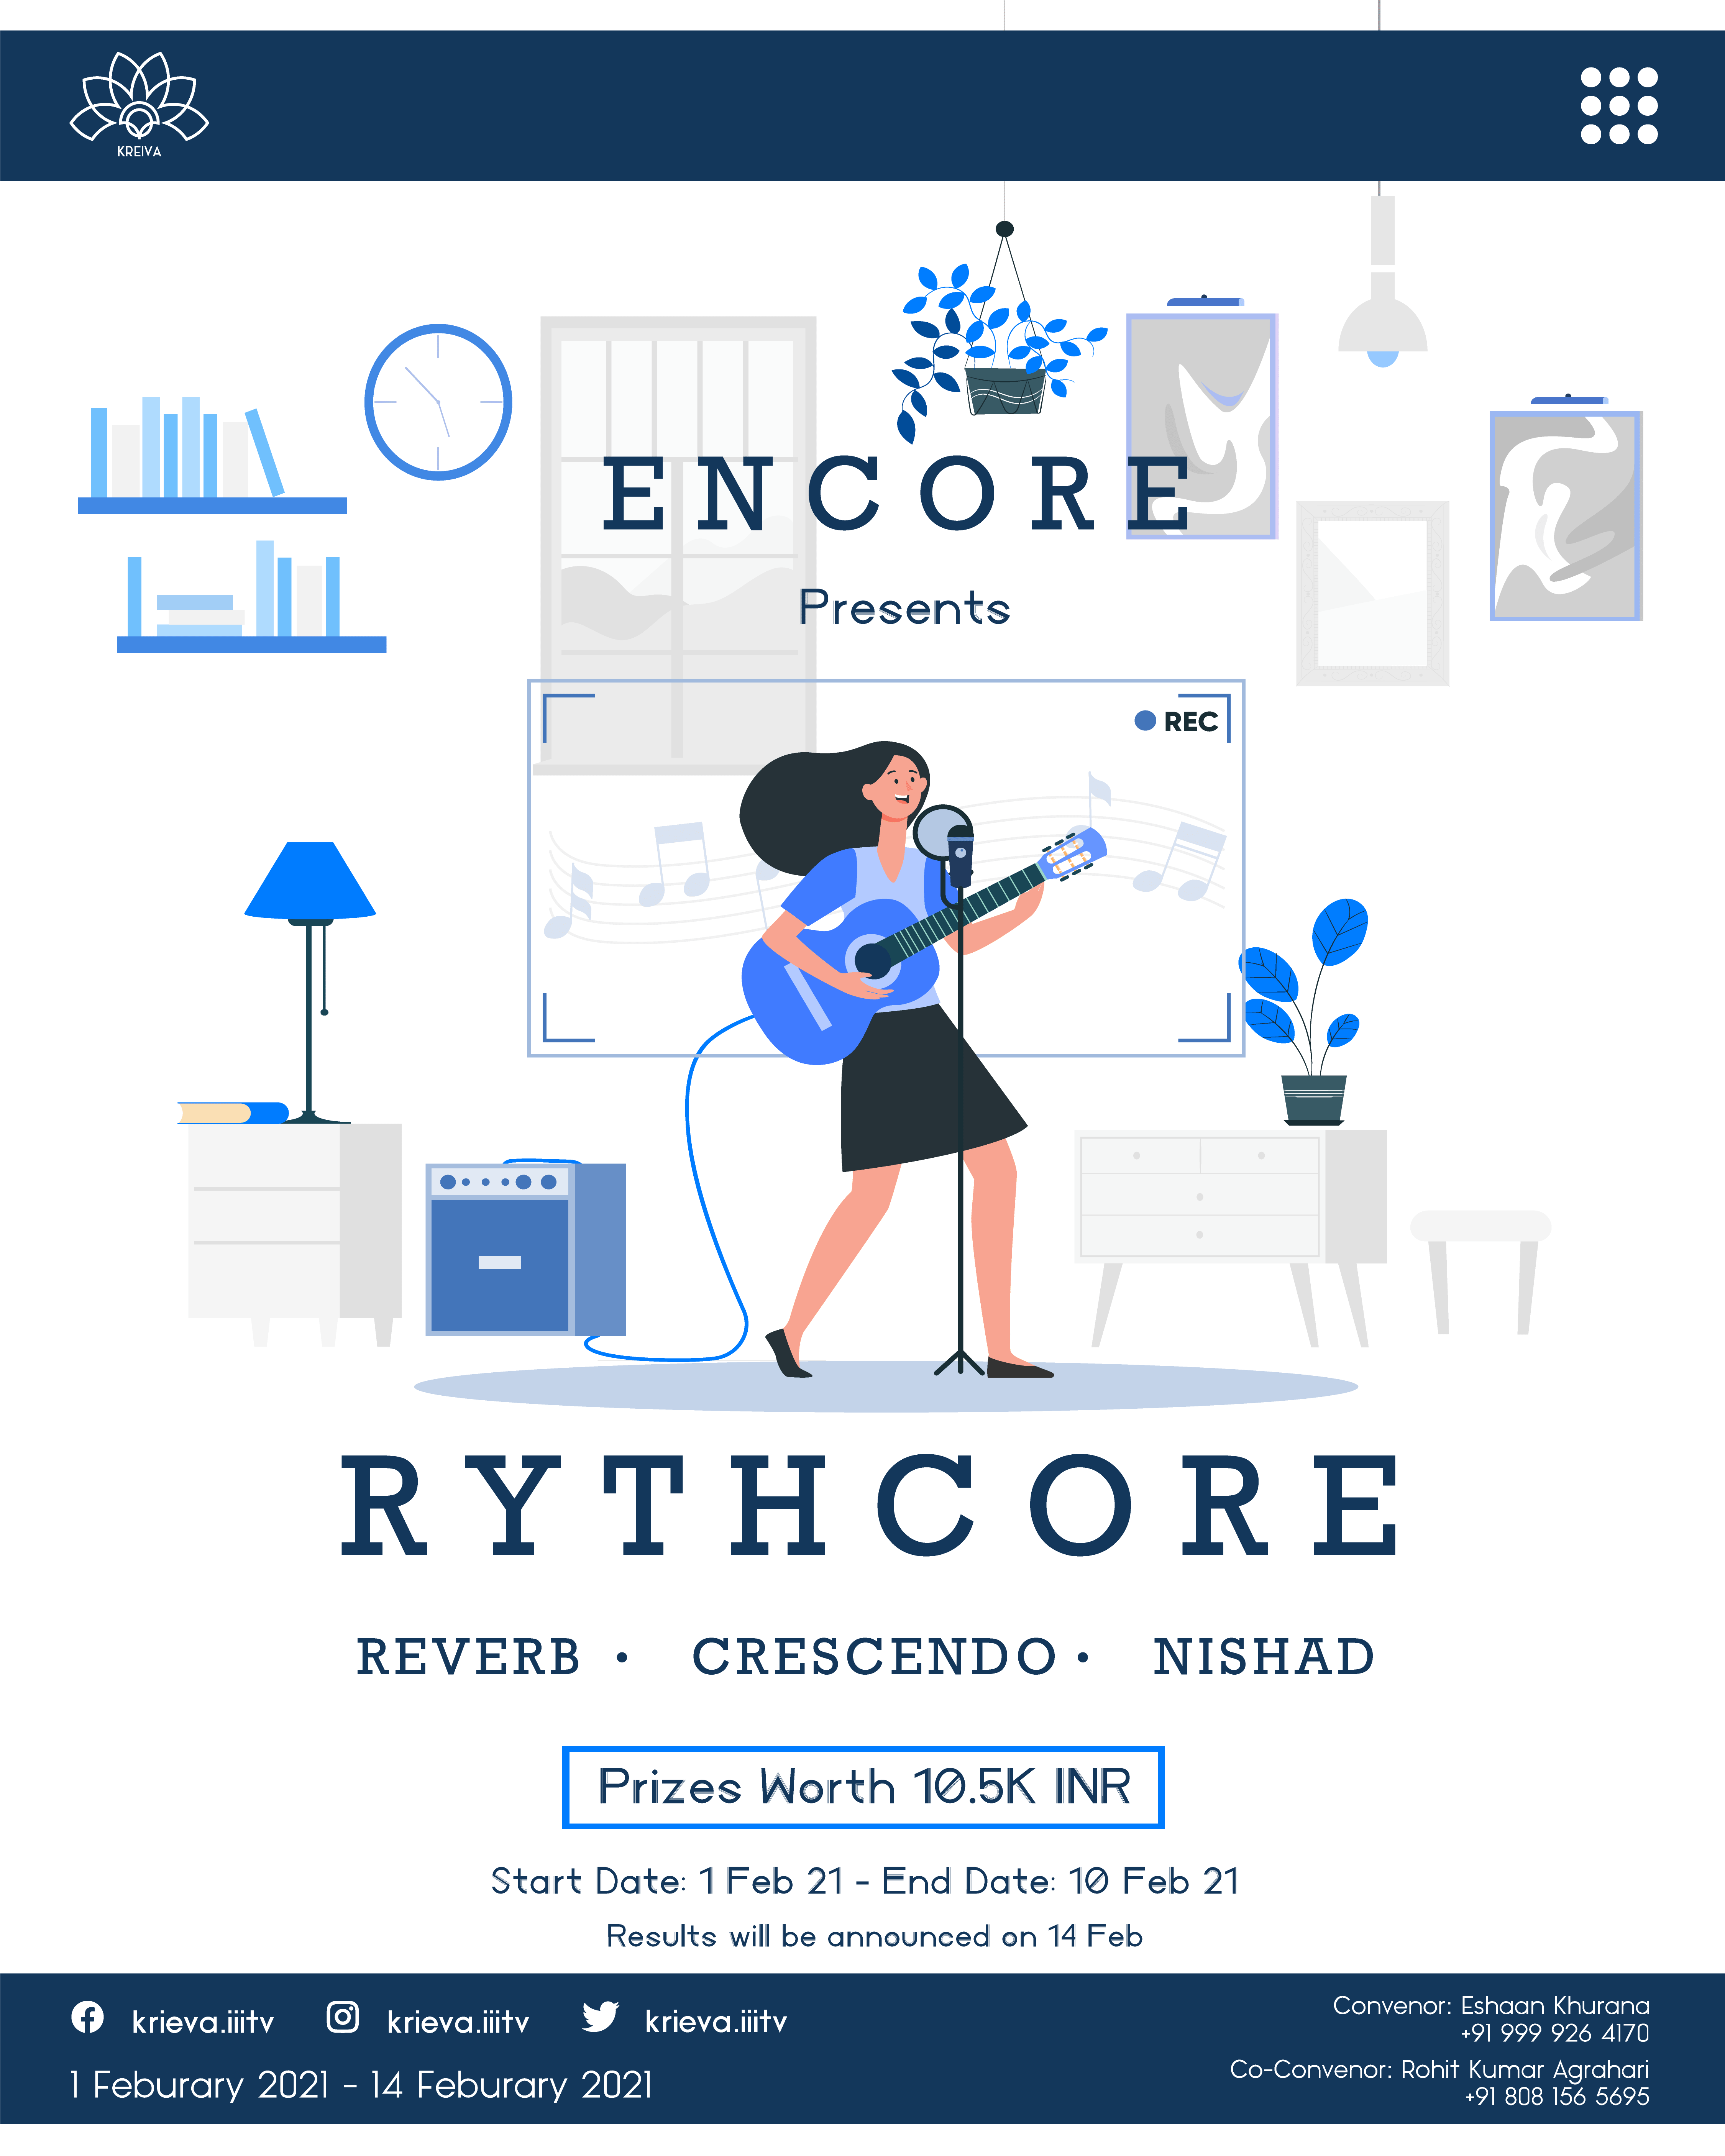 KREIVA
ENCORE
Presents
REC
RYTHCORE
REVERB • CRESCENDO • NISHAD
Prizes Worth 10.5K INR
Start Date: 1 Feb 21 - End Date: 10 Feb 21
Results will be announced on 14 Feb
krieva.iiitv krieva.iiitv krieva.iiitv
1 Feburary 2021 - 14 Feburary 2021
Convenor: Eshaan Khurana
+91 999 926 4170
Co-Convenor: Rohit Kumar Agrahari
+91 808 156 5695